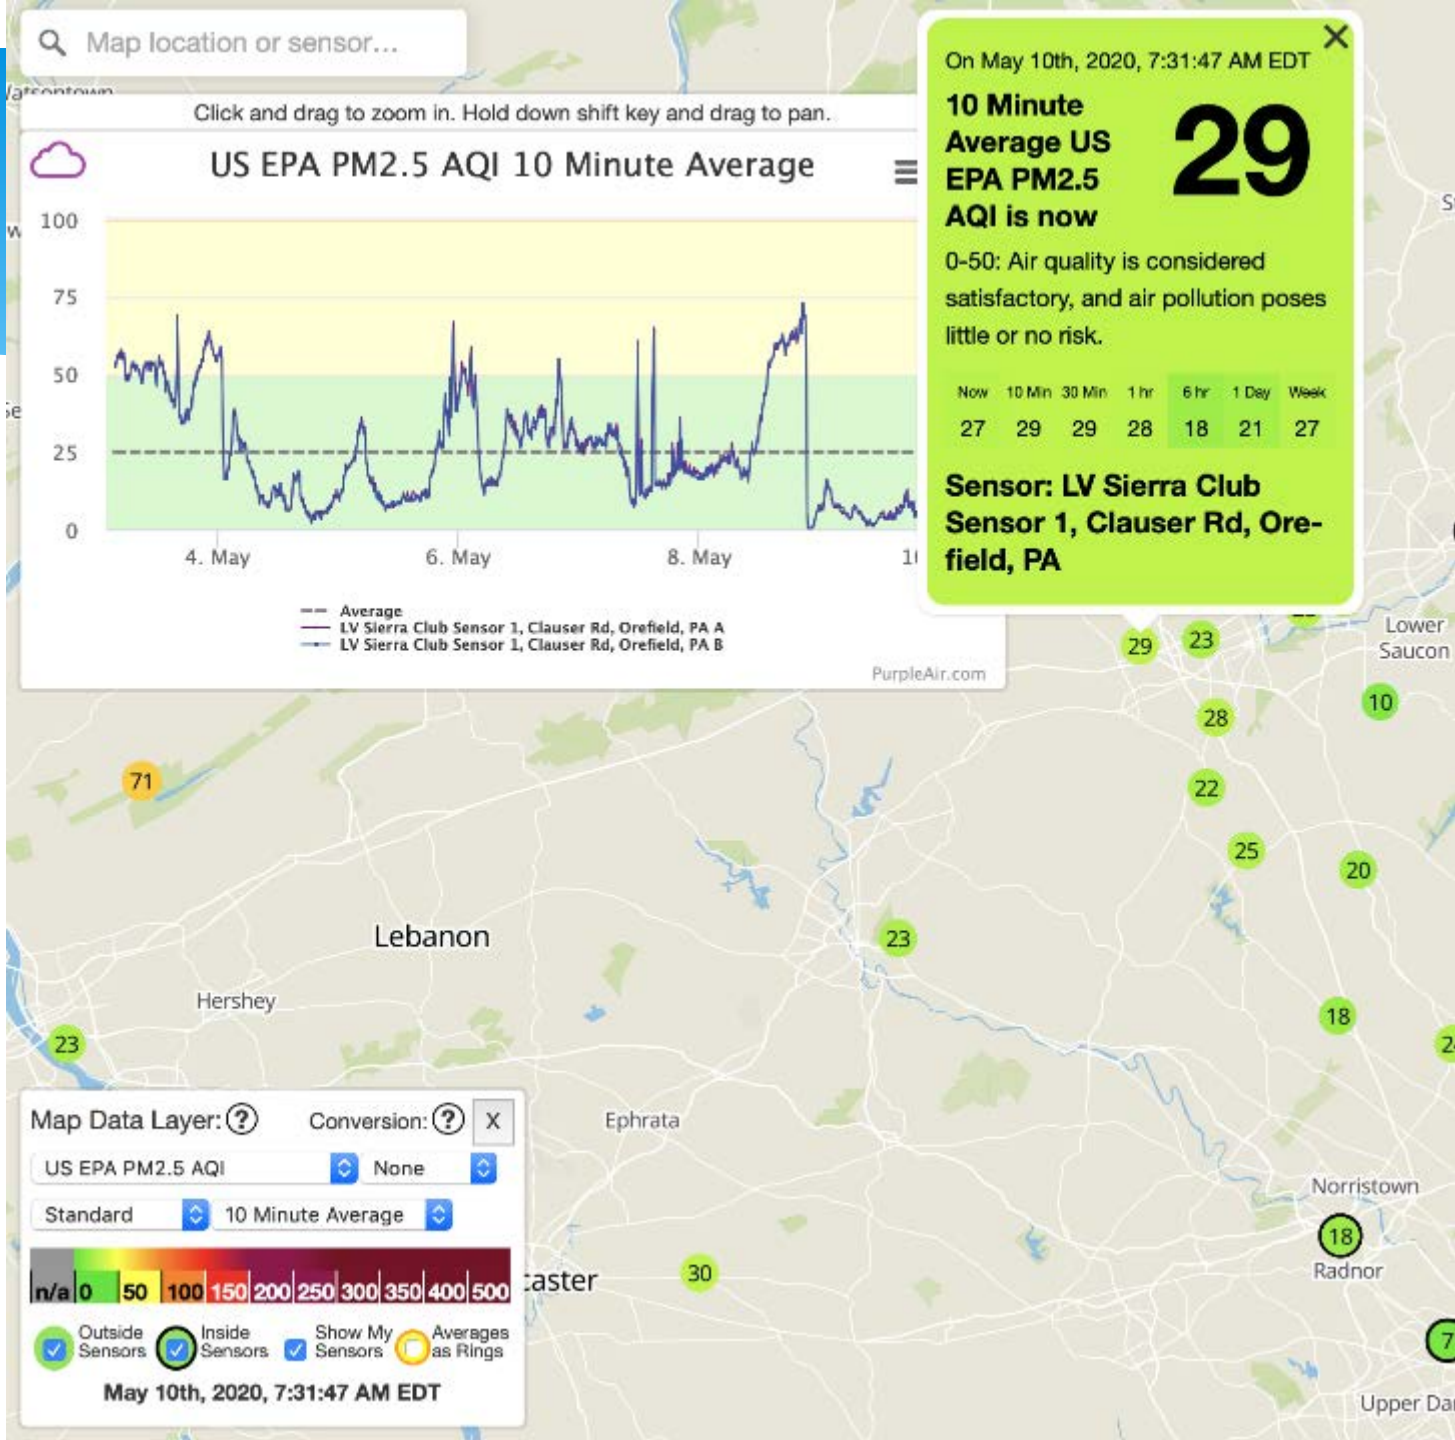 Map location or sensor...
Click and drag to zoom in. Hold down shift key and drag to pan.
US EPA PM2.5 AQI 10 Minute Average
100
75
50
25
0
4. May
6. May
8. May
Average
LV Sierra Club Sensor 1, Clauser Rd, Orefield, PA A
LV Sierra Club Sensor 1, Clauser Rd, Orefield, PA B
PurpleAir.com
On May 10th, 2020, 7:31:47 AM EDT
10 Minute
Average US
EPA PM2.5
AQI is now
29
0-50: Air quality is considered
satisfactory, and air pollution poses
little or no risk.
Now 10 Min 30 Min 1 hr 6 hr 1 Day Week
27 29 29 28 18 21 27
Sensor: LV Sierra Club
Sensor 1, Clauser Rd, Ore-
field, PA
Lower
Saucon
29
23
10
28
71
22
25
20
Lebanon
23
Hershey
18
23
Ephrata
Norristown
18
Radnor
30
caster
7
Upper Da
Map Data Layer: ? Conversion: ? X
US EPA PM2.5 AQI None
Standard 10 Minute Average
n/a 0 50 100 150 200 250 300 350 400 500
Outside
Sensors
Inside
Sensors
Show My
Sensors
Averages
as Rings
May 10th, 2020, 7:31:47 AM EDT